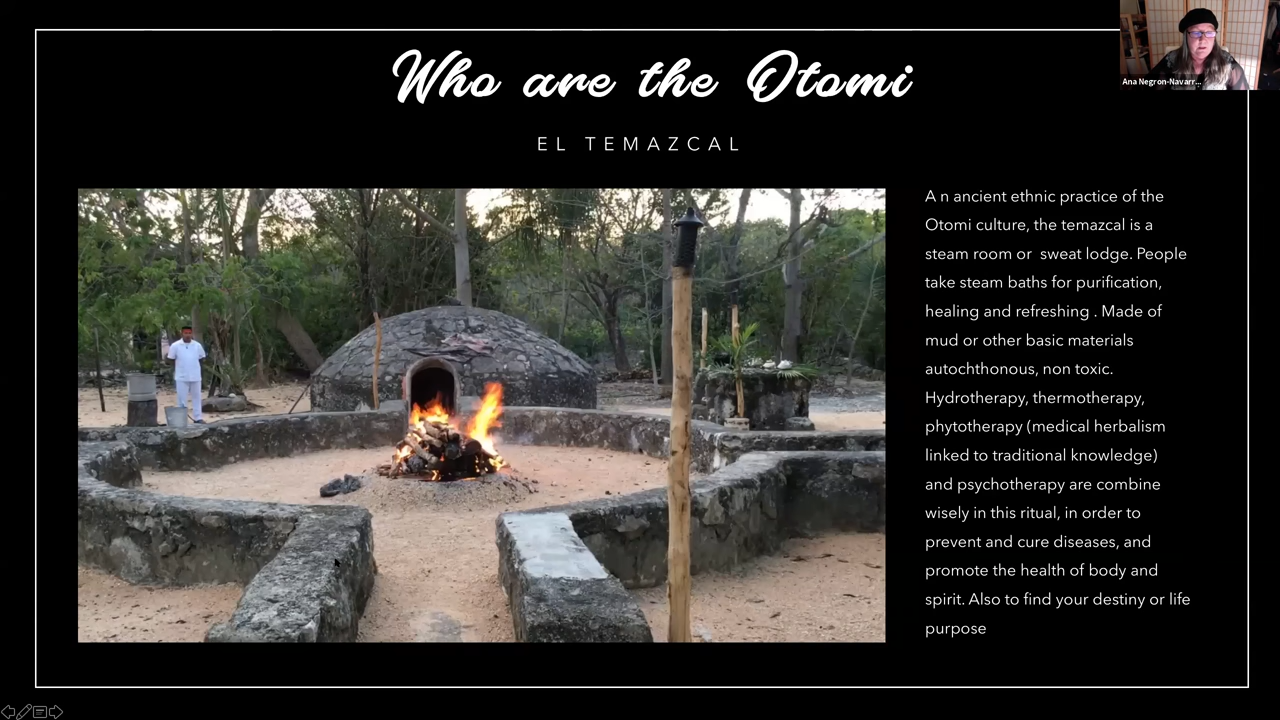 Who are the Otomi
Ana Negron-Navarr...
EL TEMAZCAL
A n ancient ethnic practice of the
Otomi culture, the temazcal is a
steam room or  sweat lodge. People
take steam baths for purification,
healing and refreshing . Made of
mud or other basic materials
autochthonous, non toxic.
Hydrotherapy, thermotherapy,
phytotherapy (medical herbalism
linked to traditional knowledge)
and psychotherapy are combine
wisely in this ritual, in order to
prevent and cure diseases, and
promote the health of body and
spirit. Also to find your destiny or life
purpose